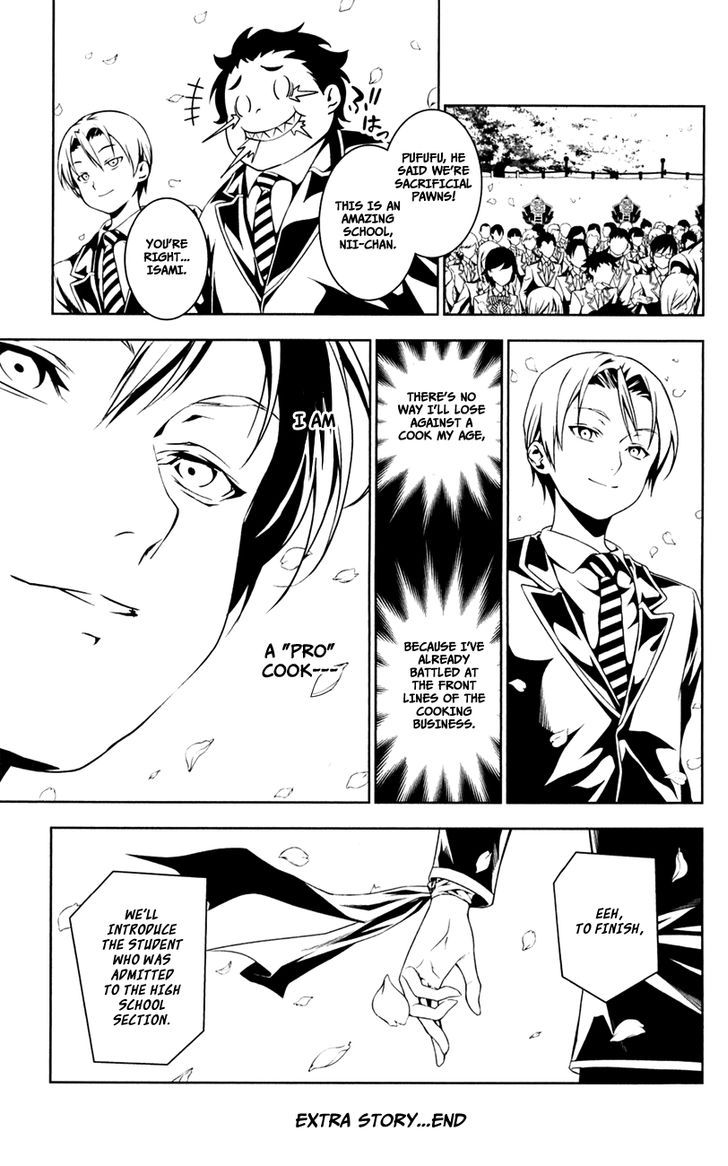 PUFUFU, HE
SAID WE'RE
SACRIFICIAL
PAWNS!
THIS IS AN
AMAZING
SCHOOL,
NII-CHAN.
ふ!!
はっ
YOU'RE
RIGHT...
ISAMI.
THERE'S NO
WAY I'LL LOSE
AGAINST A
COOK MY AGE,
BECAUSE I'VE
ALREADY
BATTLED AT
THE FRONT
LINES OF THE
COOKING
BUSINESS.
I AM
A "PRO"
COOK---
EEH,
TO FINISH,
WE'LL
INTRODUCE
THE STUDENT
WHO WAS
ADMITTED TO
THE HIGH
SCHOOL
SECTION.
EXTRA STORY...END